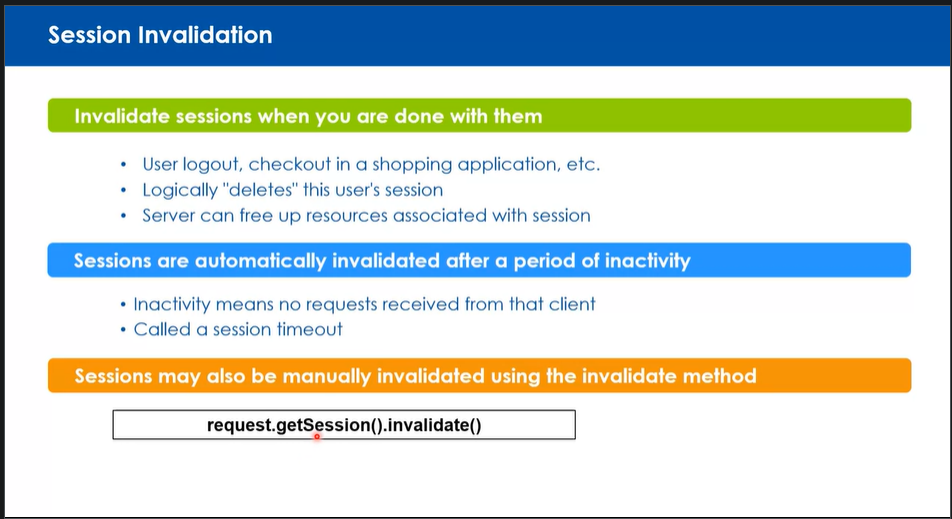 Session Invalidation
Invalidate sessions when you are done with them
• User logout, checkout in a shopping application, etc.
• Logically "deletes" this user's session
• Server can free up resources associated with session
Sessions are automatically invalidated after a period of inactivity
• Inactivity means no requests received from that client
• Called a session timeout
Sessions may also be manually invalidated using the invalidate method
request.getSession().invalidate()